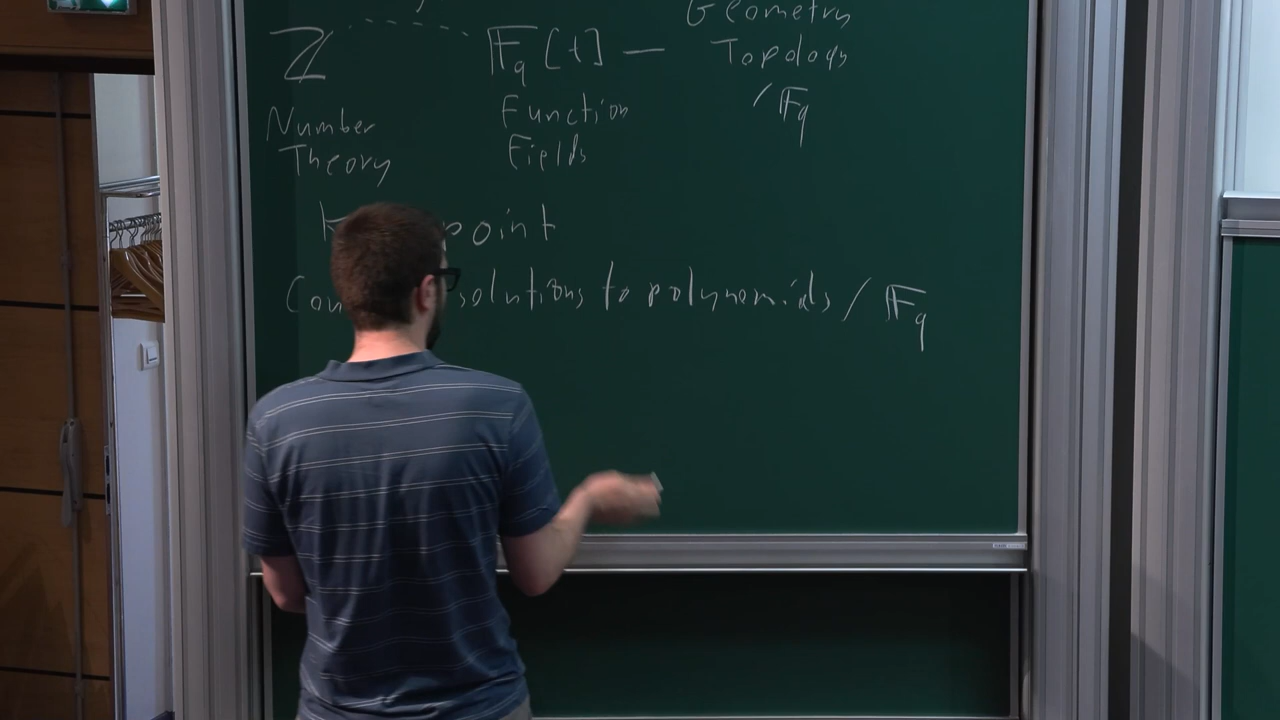 ℤ ------ 𝔽q[t] — Geometry
Topology
/𝔽q
Number
Theory
Function
Fields
point
solutions to polynomials / 𝔽q